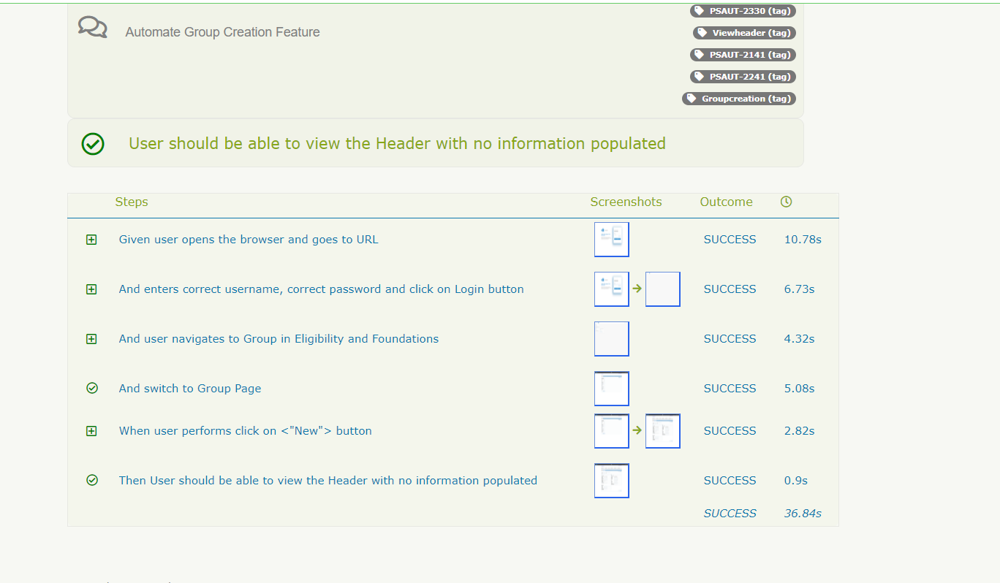 PSAUT-2330 (tag)
Automate Group Creation Feature
Viewheader (tag)
PSAUT-2141 (tag)
PSAUT-2241 (tag)
Groupcreation (tag)
User should be able to view the Header with no information populated
Steps Screenshots Outcome
Given user opens the browser and goes to URL SUCCESS 10.78s
And enters correct username, correct password and click on Login button SUCCESS 6.73s
And user navigates to Group in Eligibility and Foundations SUCCESS 4.32s
And switch to Group Page SUCCESS 5.08s
When user performs click on <"New"> button SUCCESS 2.82s
Then User should be able to view the Header with no information populated SUCCESS 0.9s
SUCCESS 36.84s